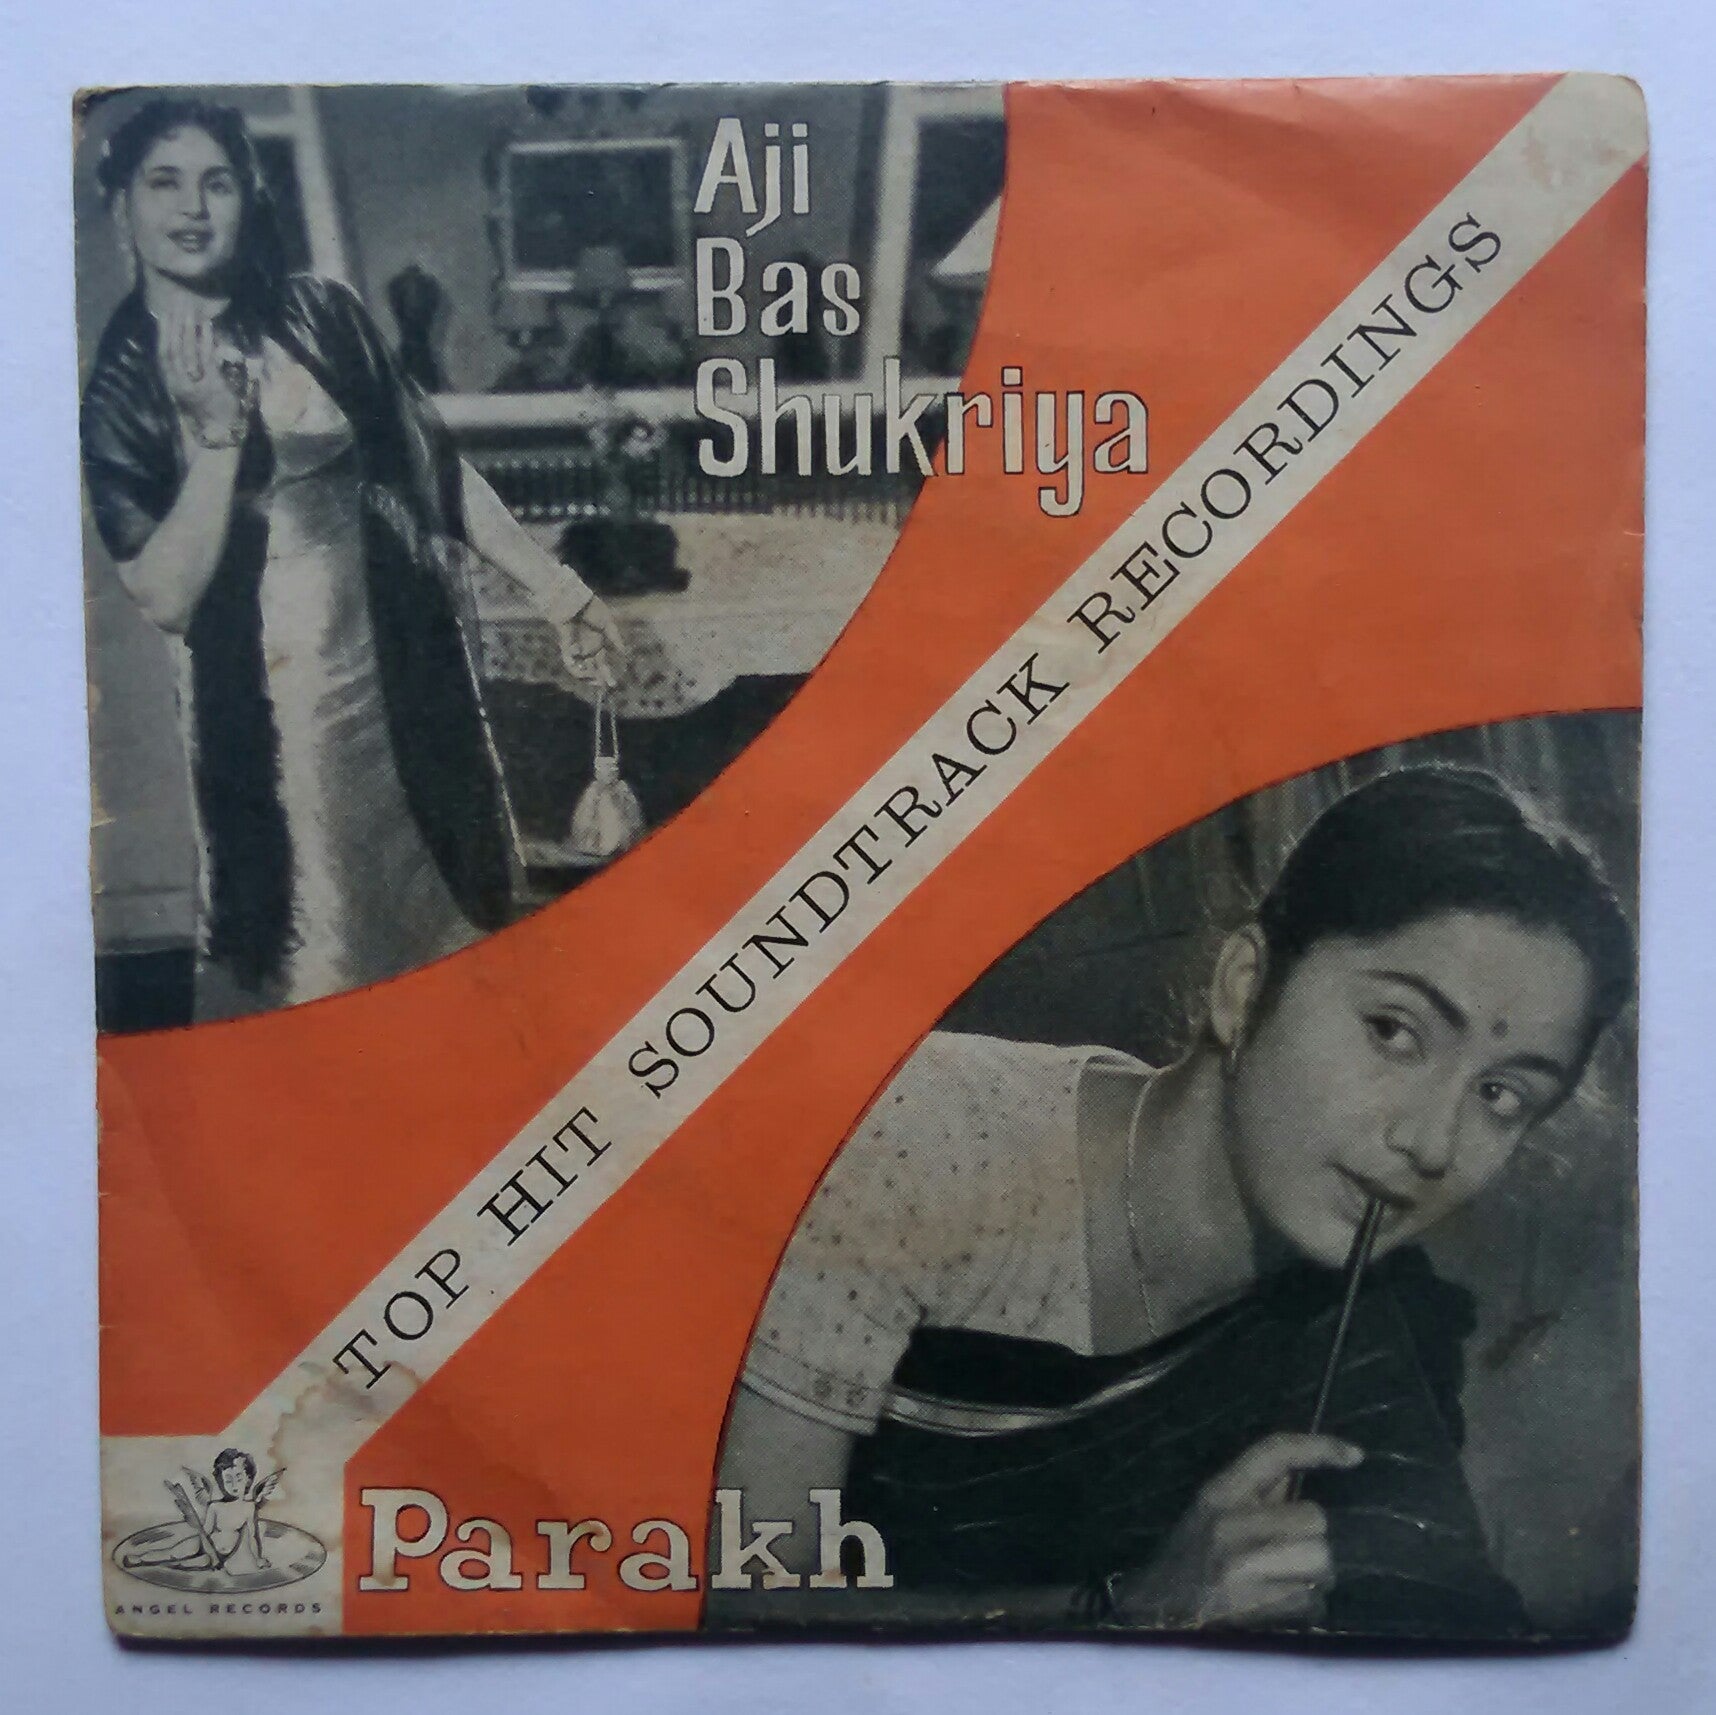 Aji
Bas
Shukriya
TOP HIT SOUNDTRACK RECORDINGS
Parakh
ANGEL RECORDS